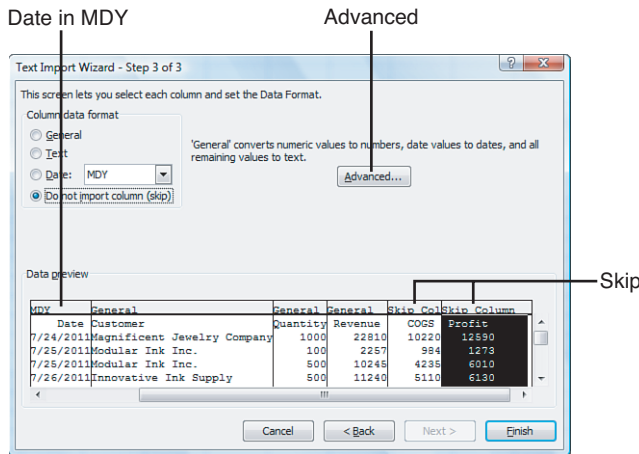 Date in MDY
Advanced
Text Import Wizard - Step 3 of 3
This screen lets you select each column and set the Data Format.
Column data format
General
Text
Date: MDY
Do not import column (skip)
'General' converts numeric values to numbers, date values to dates, and all
remaining values to text.
Advanced...
Data preview
Skip
MDY General General General Skip Col Skip Column
Date Customer Quantity Revenue COGS Profit
7/24/2011 Magnificent Jewelry Company 1000 22810 10220 12590
7/25/2011 Modular Ink Inc. 100 2257 984 1273
7/25/2011 Modular Ink Inc. 500 10245 4235 6010
7/26/2011 Innovative Ink Supply 500 11240 5110 6130
Cancel < Back Next > Finish